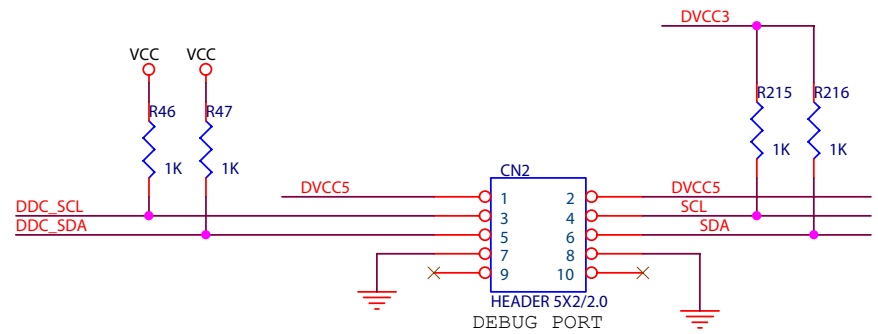 DVCC3
VCC VCC
R215 R216
R46 R47
1K 1K
1K 1K
CN2
DVCC5 1 2 DVCC5
DDC_SCL 3 4 SCL
DDC_SDA 5 6 SDA
7 8
9 10
HEADER 5X2/2.0
DEBUG PORT